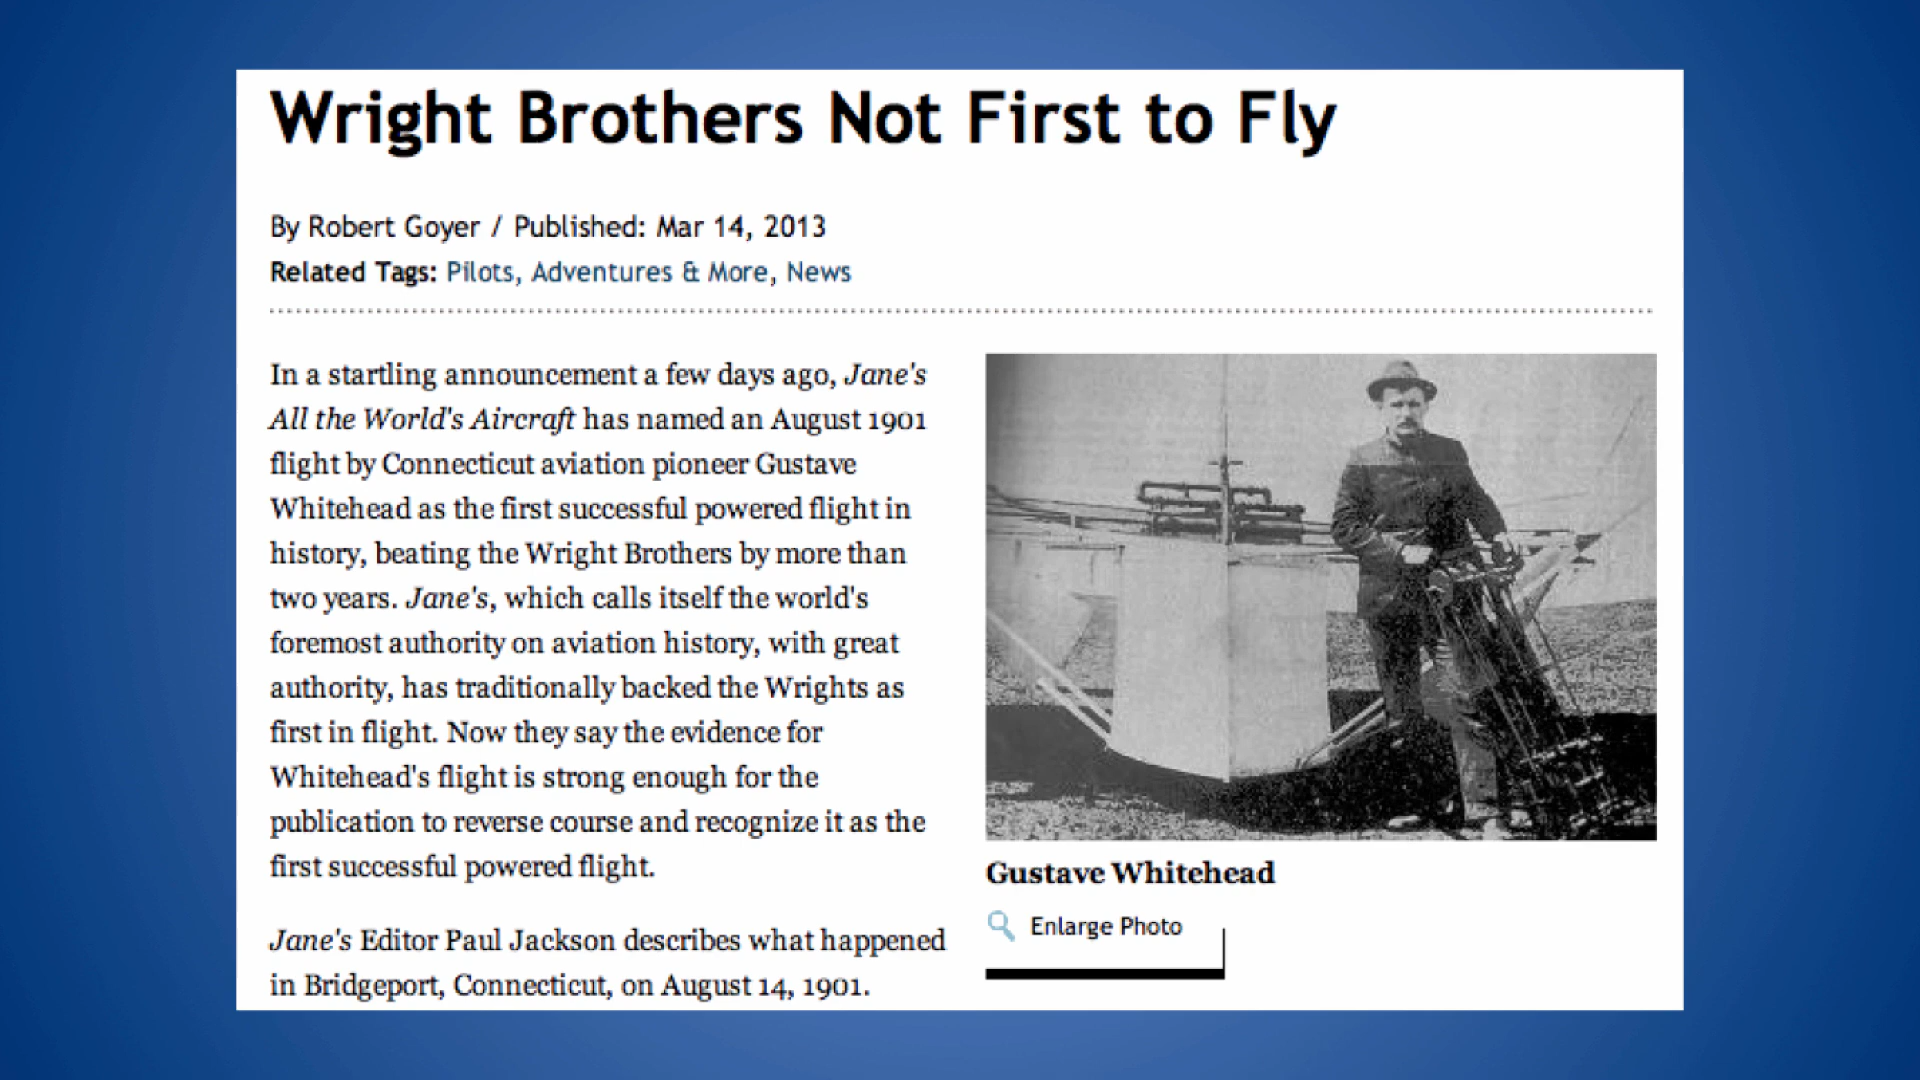 Wright Brothers Not First to Fly
By Robert Goyer / Published: Mar 14, 2013
Related Tags: Pilots, Adventures & More, News
In a startling announcement a few days ago, Jane's
All the World's Aircraft has named an August 1901
flight by Connecticut aviation pioneer Gustave
Whitehead as the first successful powered flight in
history, beating the Wright Brothers by more than
two years. Jane's, which calls itself the world's
foremost authority on aviation history, with great
authority, has traditionally backed the Wrights as
first in flight. Now they say the evidence for
Whitehead's flight is strong enough for the
publication to reverse course and recognize it as the
first successful powered flight.
Jane's Editor Paul Jackson describes what happened
in Bridgeport, Connecticut, on August 14, 1901.
Gustave Whitehead
Enlarge Photo